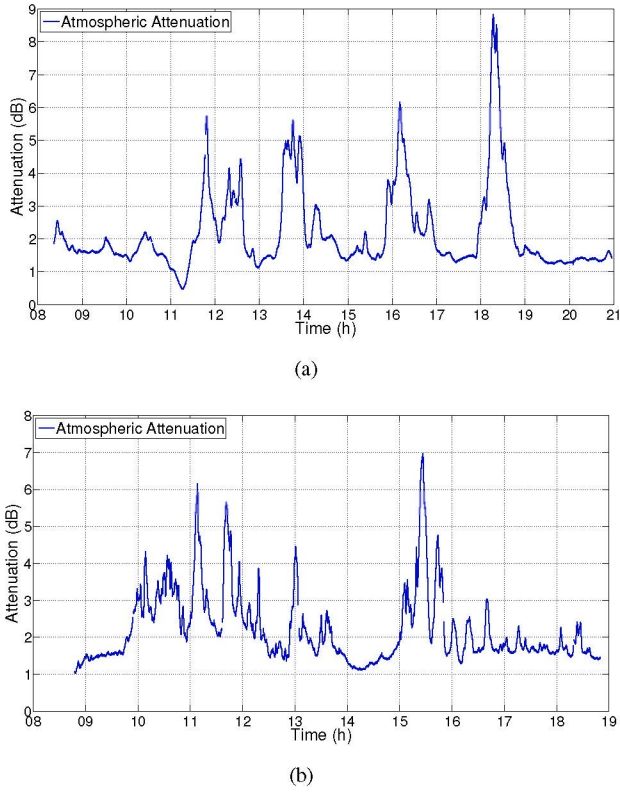 9
Atmospheric Attenuation
8
7
6
5
4
3
2
1
0
Attenuation (dB)
08 09 10 11 12 13 14 15 16 17 18 19 20 21
Time (h)
(a)
8
Atmospheric Attenuation
7
6
5
4
3
2
1
0
Attenuation (dB)
08 09 10 11 12 13 14 15 16 17 18 19
Time (h)
(b)